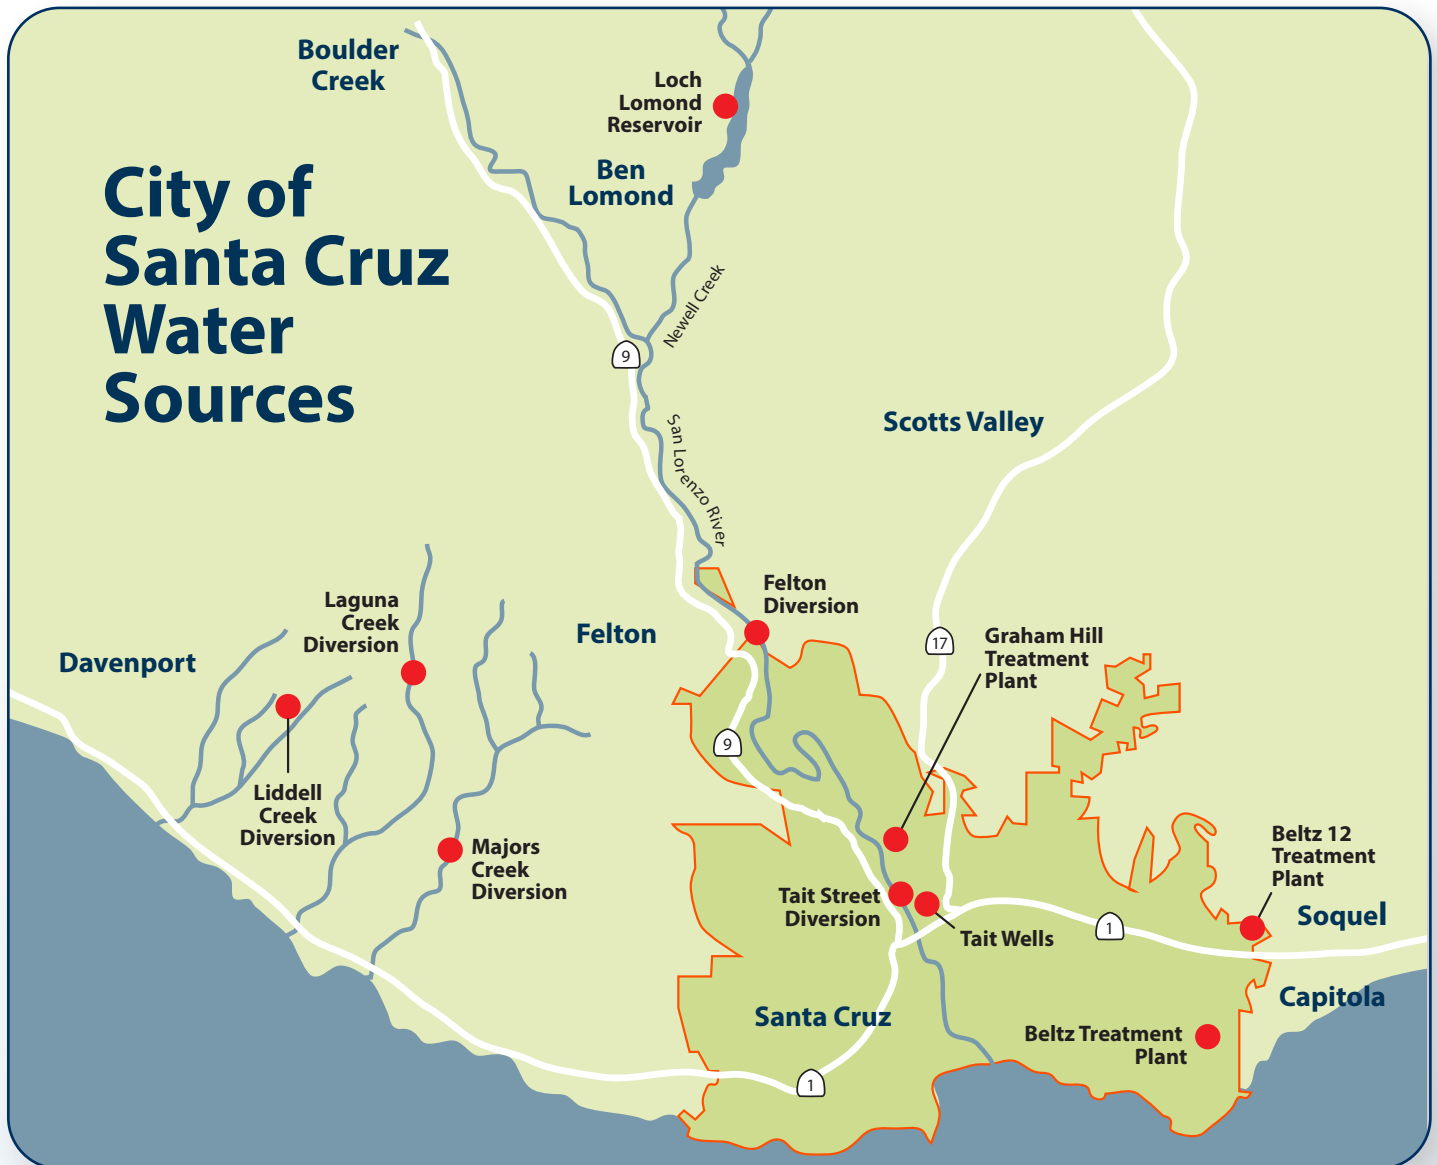 Boulder
Creek
Loch
Lomond
Reservoir
Ben
Lomond
City of
Santa Cruz
Water
Sources
Newell Creek
9
San Lorenzo River
Scotts Valley
Felton
Diversion
Laguna
Creek
Diversion
Felton
Davenport
17
Graham Hill
Treatment
Plant
9
Liddell
Creek
Diversion
Majors
Creek
Diversion
Beltz 12
Treatment
Plant
Tait Street
Diversion
Tait Wells
1
Soquel
Capitola
Santa Cruz
Beltz Treatment
Plant
1